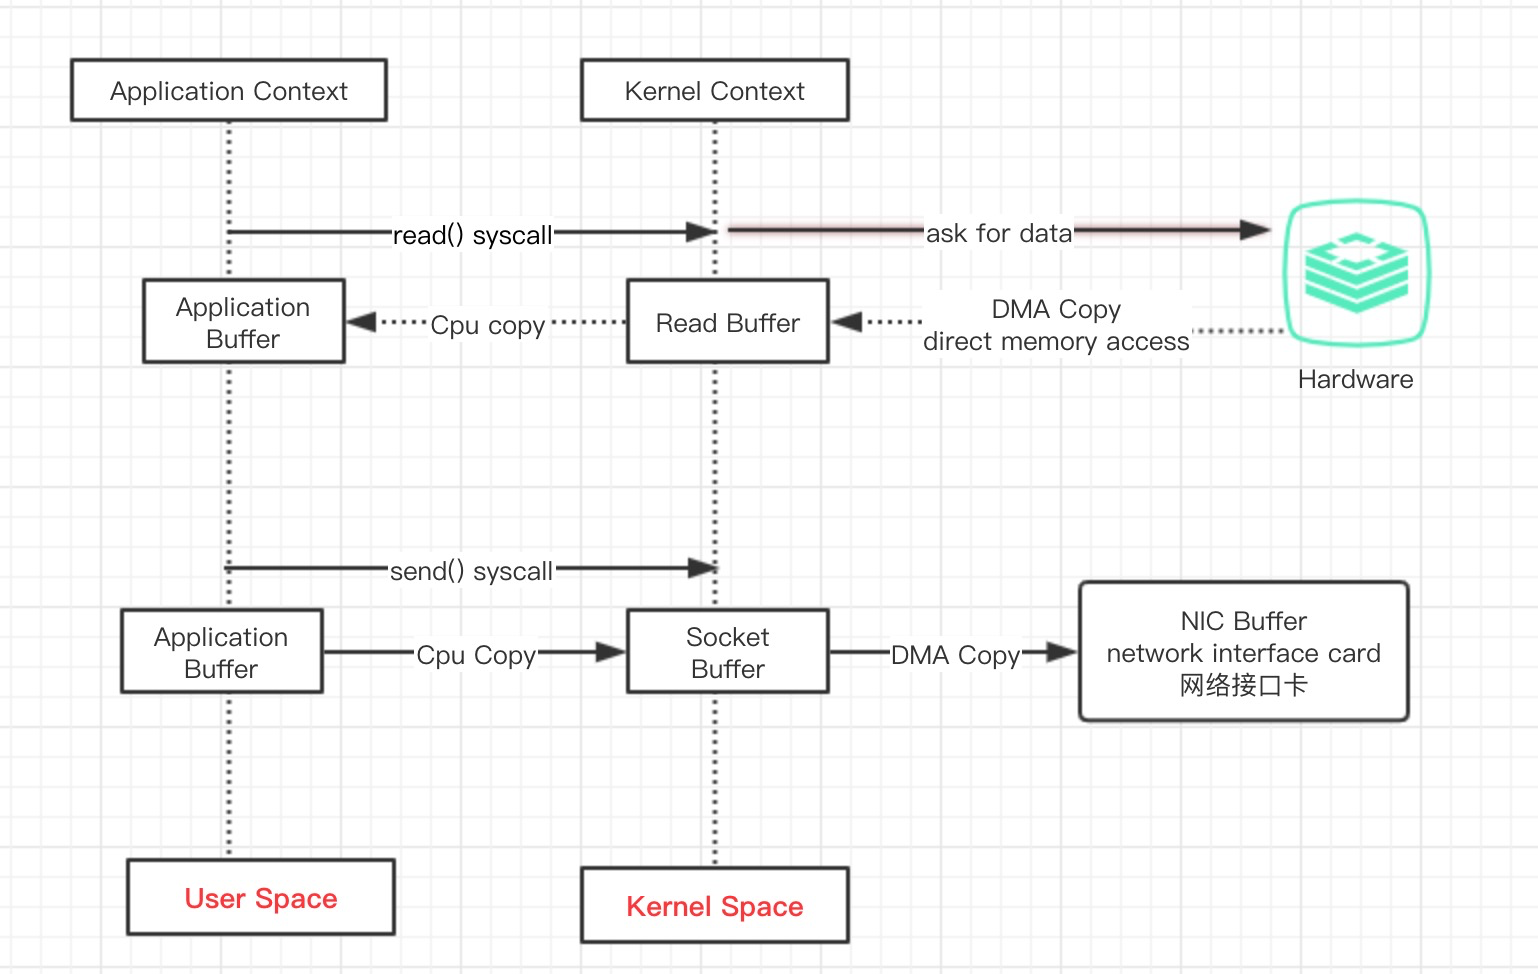 Application Context
Kernel Context
read() syscall
ask for data
Application
Buffer
Cpu copy
Read Buffer
DMA Copy
direct memory access
Hardware
send() syscall
Application
Buffer
Cpu Copy
Socket
Buffer
DMA Copy
NIC Buffer
network interface card
网络接口卡
User Space
Kernel Space